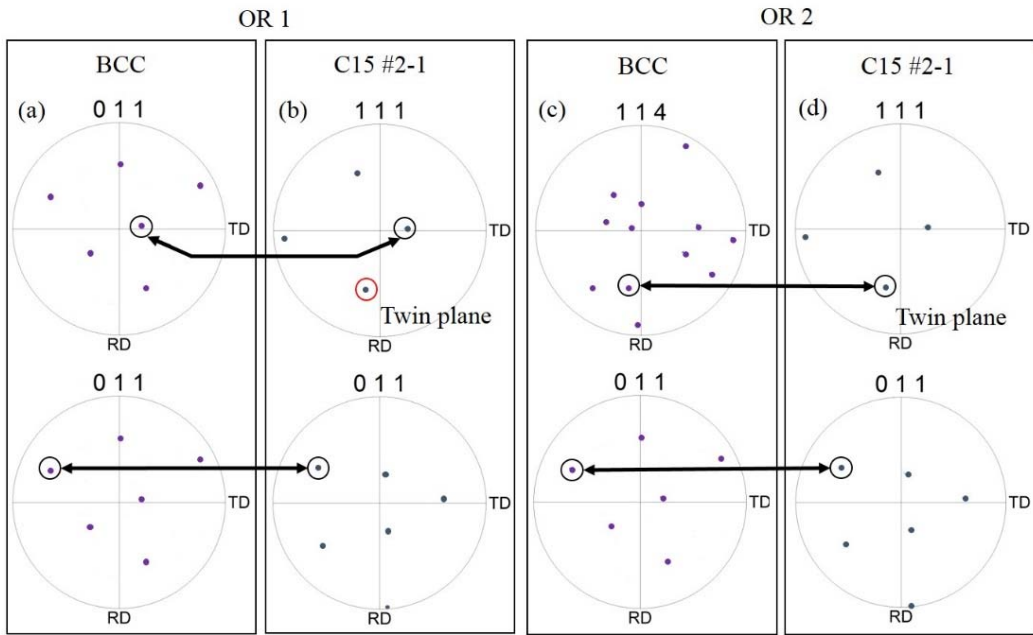 OR 1
OR 2
BCC
C15 #2-1
BCC
C15 #2-1
(a)
0 1 1
(b)
1 1 1
(c)
1 1 4
(d)
1 1 1
TD
TD
TD
TD
Twin plane
Twin plane
RD
RD
RD
RD
0 1 1
0 1 1
0 1 1
0 1 1
TD
TD
TD
TD
RD
RD
RD
RD